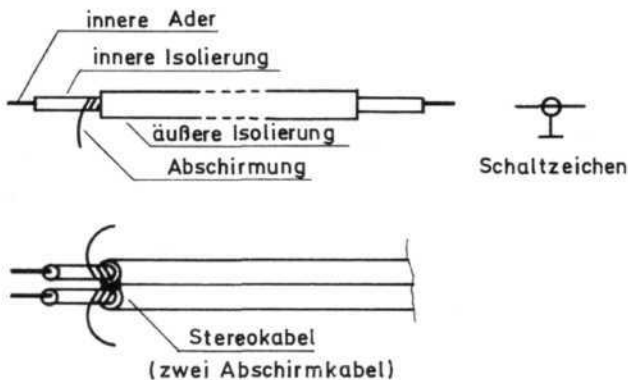 innere Ader
innere Isolierung
äußere Isolierung
Abschirmung
Schaltzeichen
Stereokabel
(zwei Abschirmkabel)